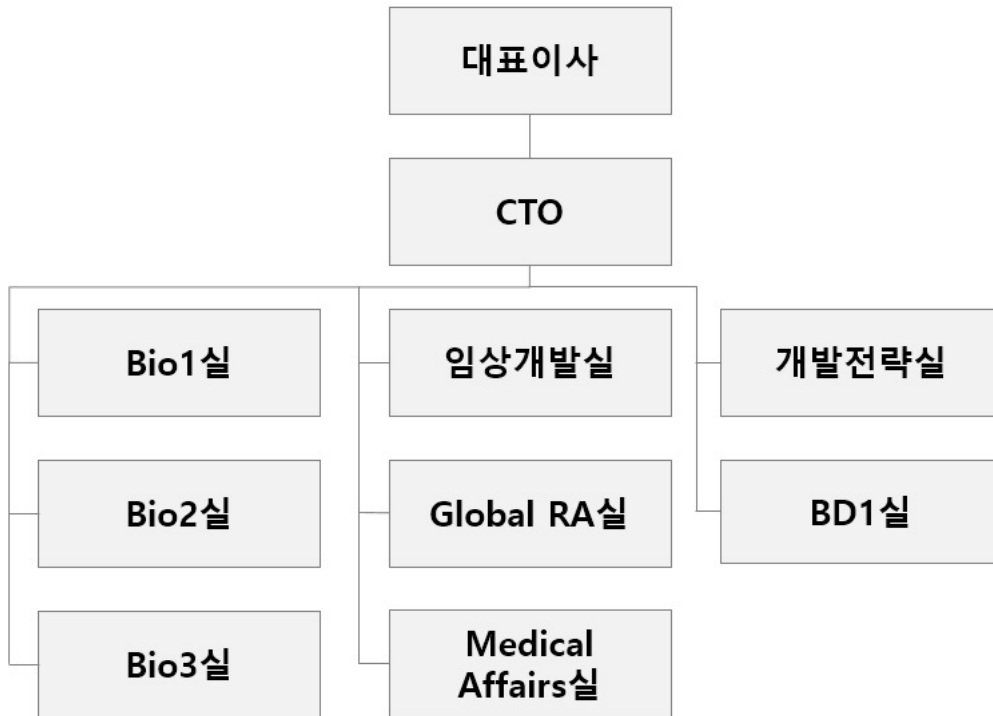 대표이사
CTO
Bio1실
임상개발실
개발전략실
Bio2실
Global RA실
BD1실
Bio3실
Medical
Affairs실